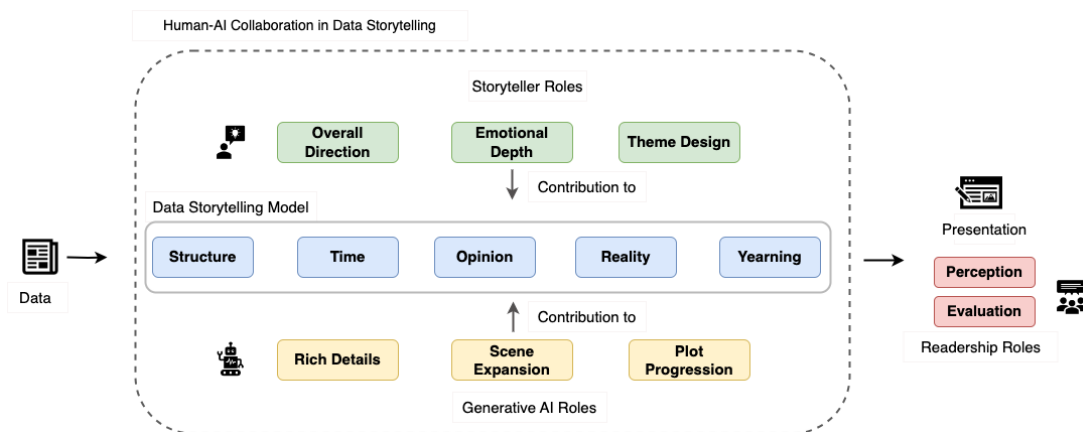 Human-AI Collaboration in Data Storytelling
Storyteller Roles
Overall
Direction
Emotional
Depth
Theme Design
Contribution to
Data Storytelling Model
Structure
Time
Opinion
Reality
Yearning
Data
Contribution to
Rich Details
Scene
Expansion
Plot
Progression
Generative AI Roles
Presentation
Perception
Evaluation
Readership Roles